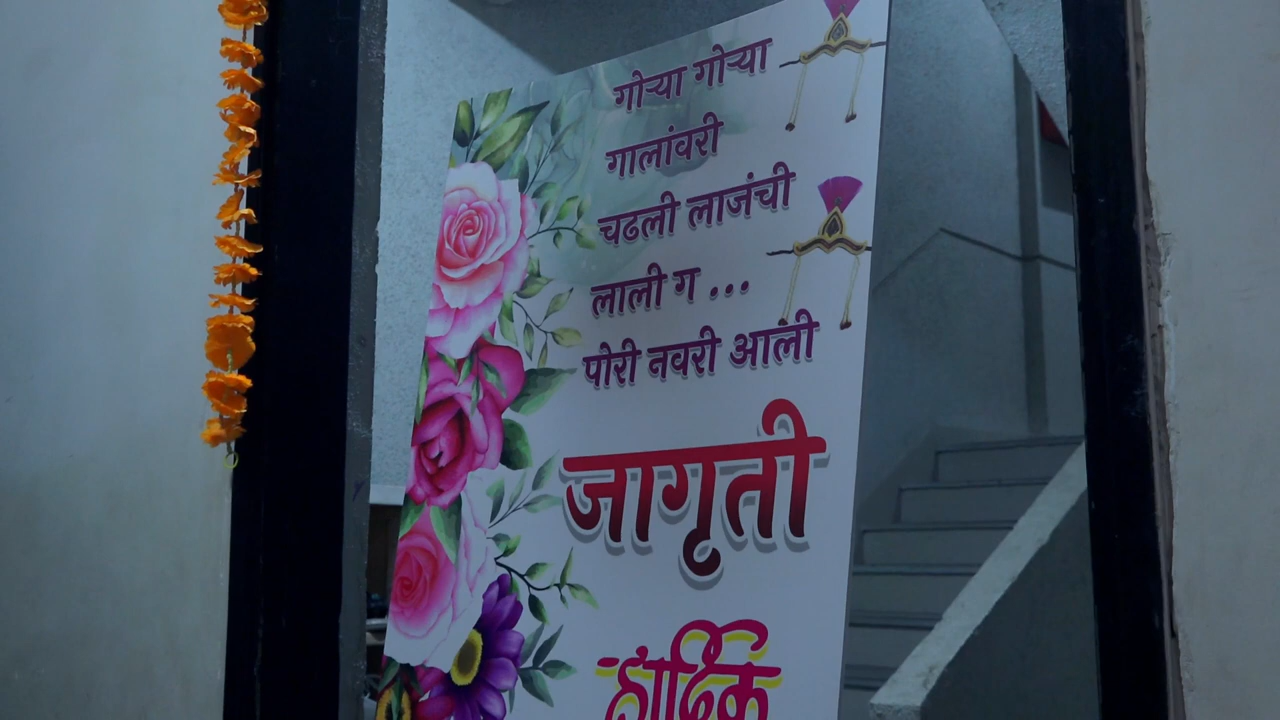 गोऱ्या गोऱ्या
गालांवरी
चढली लाजंची
लाली ग ...
पोरी नवरी आली
जागृती
हार्दिक